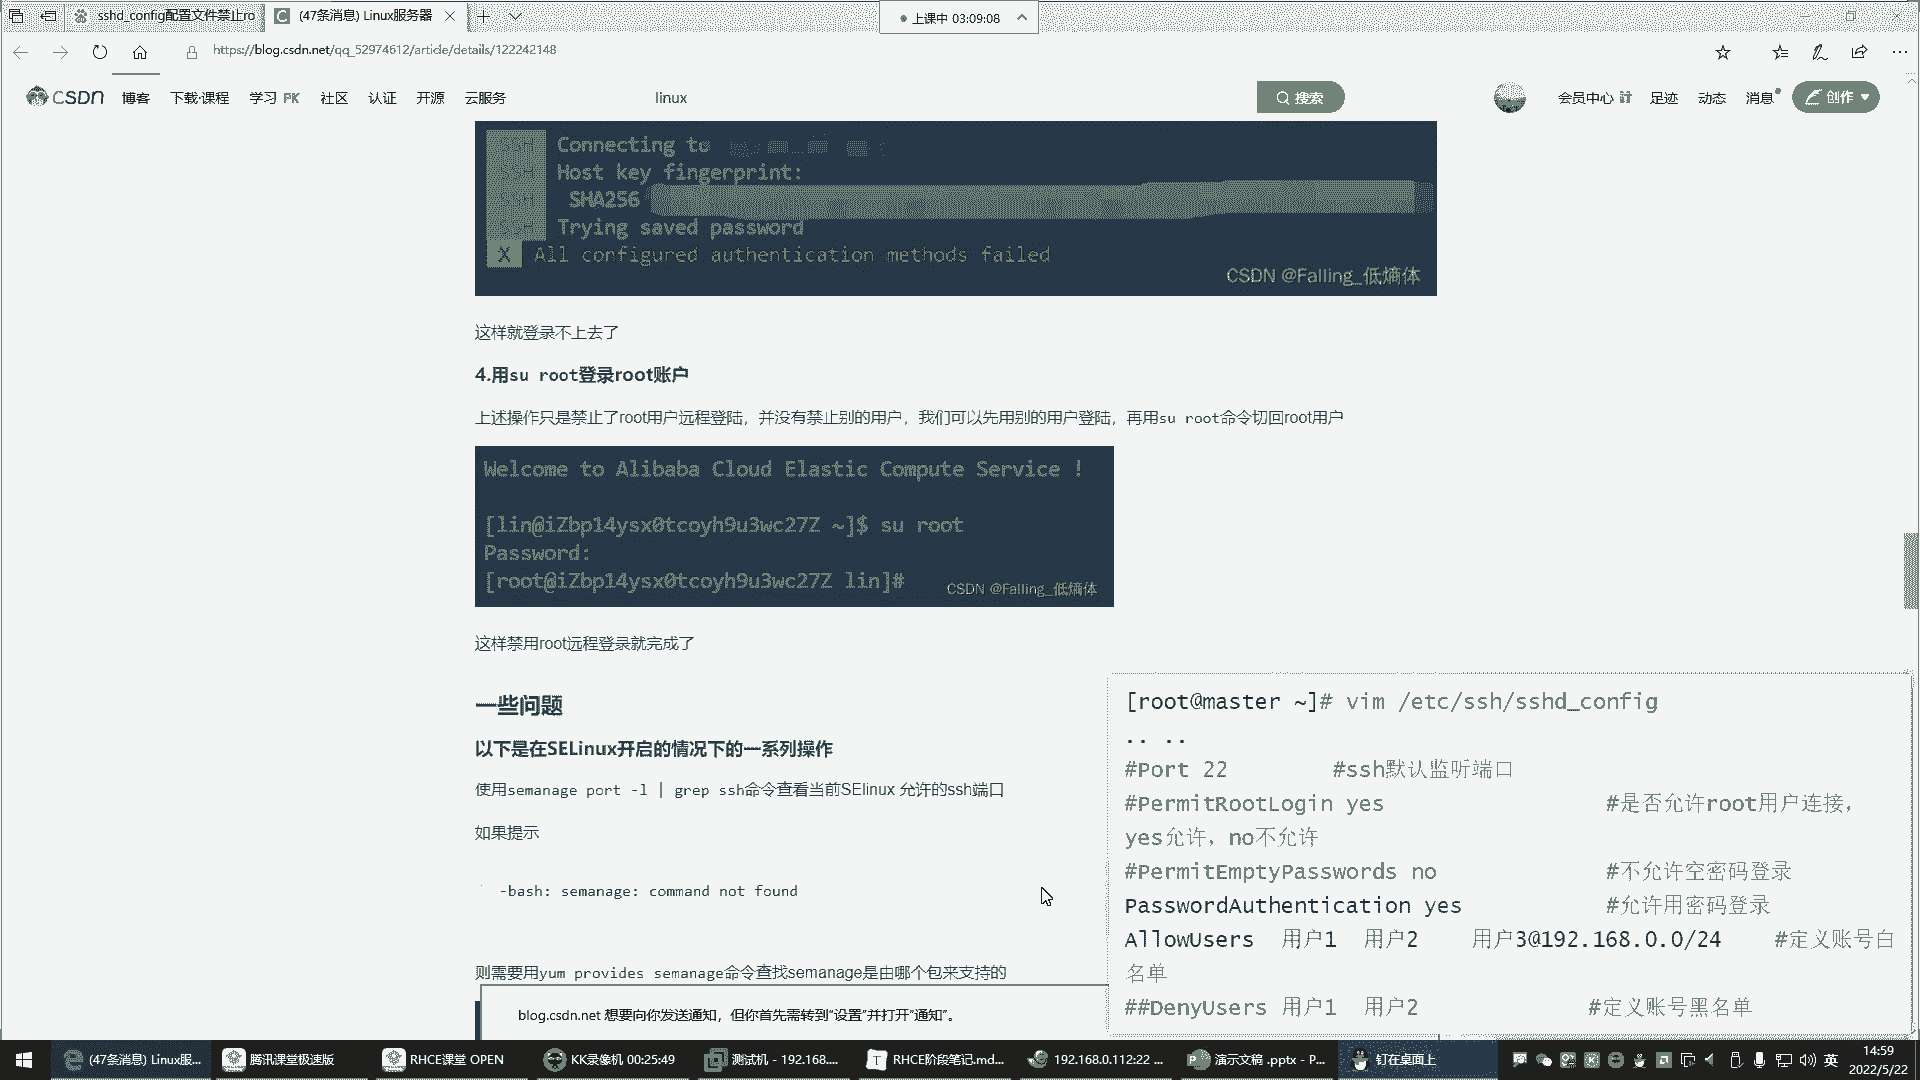 sshd_config配置文件禁止ro
(47条消息) Linux服务器
上课中 03:09:08
https://blog.csdn.net/qq_52974612/article/details/122242148
CSDN 博客 下载·课程 学习 PK 社区 认证 开源 云服务 linux 搜索 会员中心 足迹 动态 消息 创作
Connecting to
Host key fingerprint:
SHA256
Trying saved password
X All configured authentication methods failed
CSDN @Falling_低熵体
这样就登录不上去了
4.用su root登录root账户
上述操作只是禁止了root用户远程登陆，并没有禁止别的用户，我们可以先用别的用户登陆，再用su root命令切回root用户
Welcome to Alibaba Cloud Elastic Compute Service !
[lin@iZbp14ysx0tcoyh9u3wc27Z ~]$ su root
Password:
[root@iZbp14ysx0tcoyh9u3wc27Z lin]#
CSDN @Falling_低熵体
这样禁用root远程登录就完成了
一些问题
以下是在SELinux开启的情况下的一系列操作
使用semanage port -l | grep ssh命令查看当前SElinux 允许的ssh端口
如果提示
-bash: semanage: command not found
则需要用yum provides semanage命令查找semanage是由哪个包来支持的
blog.csdn.net 想要向你发送通知，但你首先需转到“设置”并打开“通知”。
[root@master ~]# vim /etc/ssh/sshd_config
.. ..
#Port 22 #ssh默认监听端口
#PermitRootLogin yes #是否允许root用户连接，
yes允许，no不允许
#PermitEmptyPasswords no #不允许空密码登录
PasswordAuthentication yes #允许用密码登录
AllowUsers 用户1 用户2 用户3@192.168.0.0/24 #定义账号白
名单
##DenyUsers 用户1 用户2 #定义账号黑名单
(47条消息) Linux服... 腾讯课堂极速版 RHCE课堂 OPEN KK录像机 00:25:49 测试机 - 192.168.... RHCE阶段笔记.md... 192.168.0.112:22 ... 演示文稿 .pptx - P... 钉在桌面上 英 14:59
2022/5/22